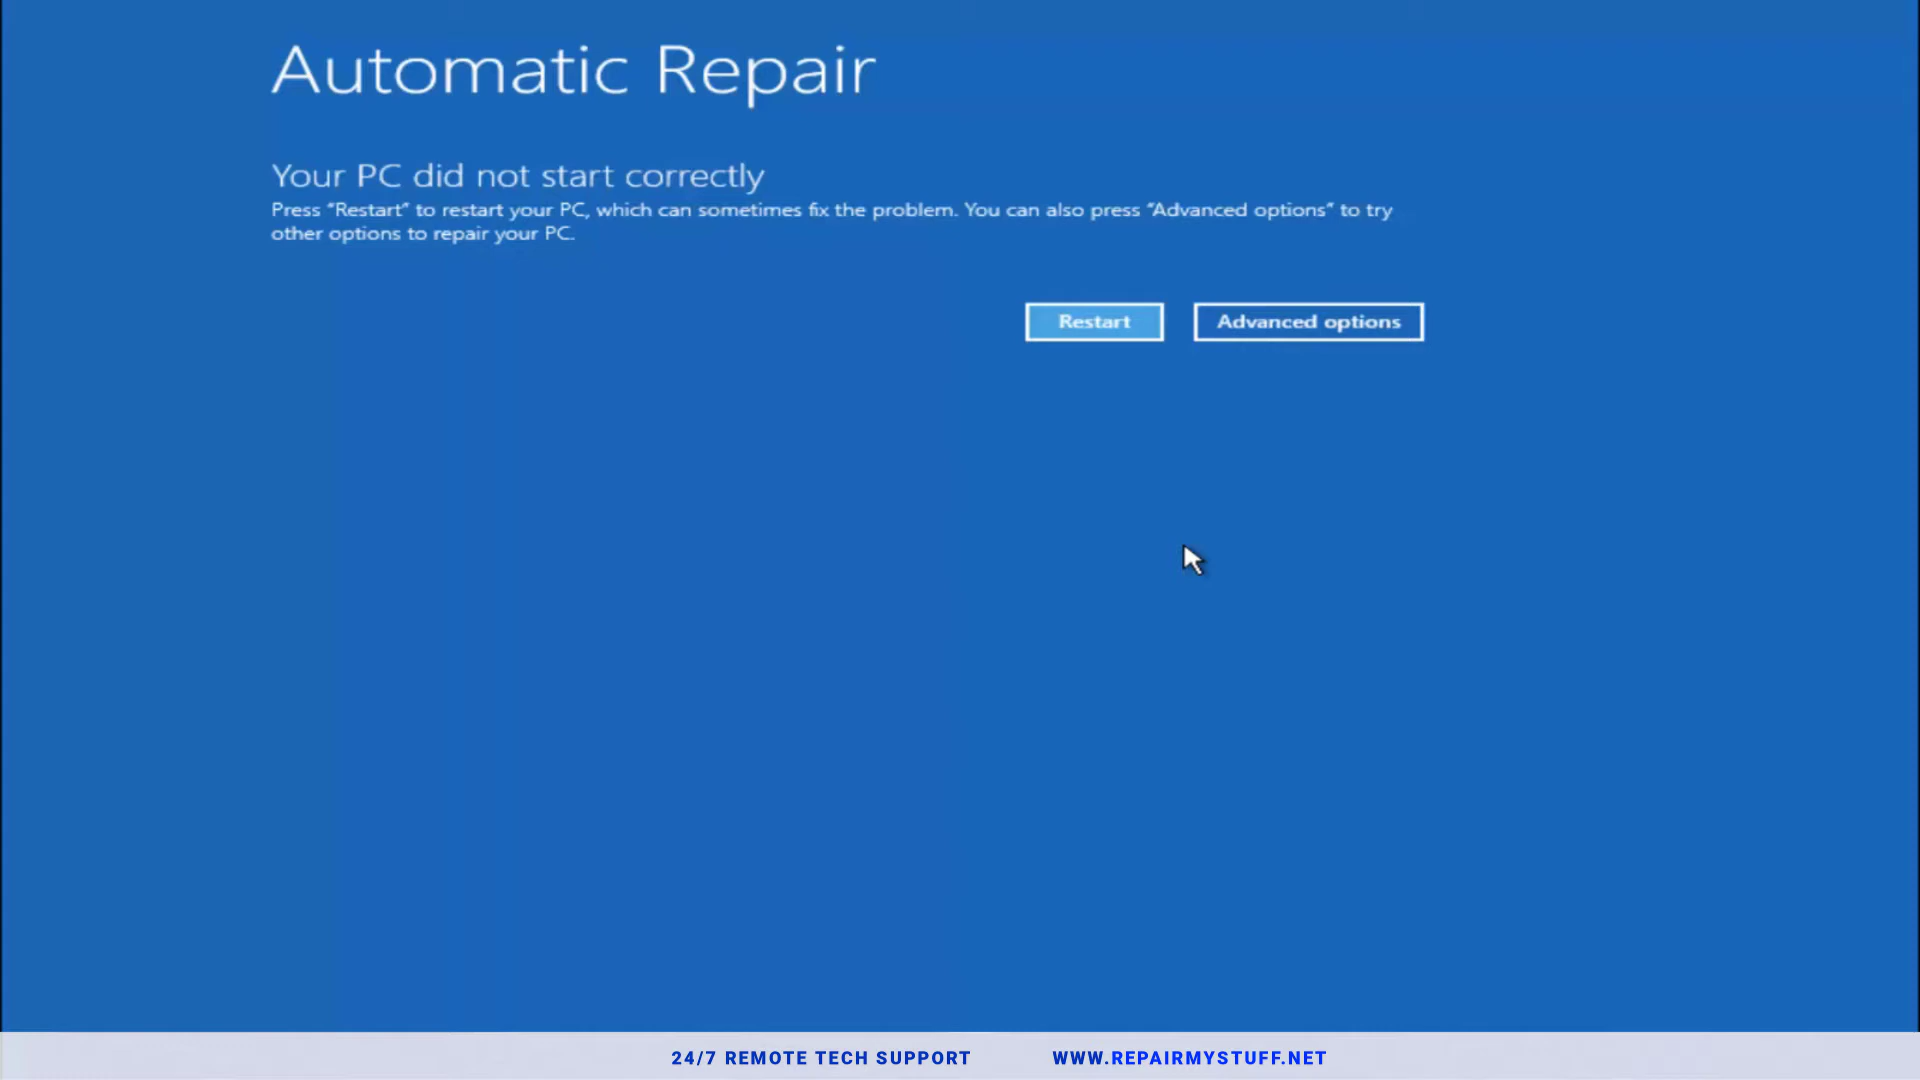 Automatic Repair
Your PC did not start correctly
Press “Restart” to restart your PC, which can sometimes fix the problem. You can also press “Advanced options” to try
other options to repair your PC.
Restart
Advanced options
24/7 REMOTE TECH SUPPORT
WWW.REPAIRMYSTUFF.NET